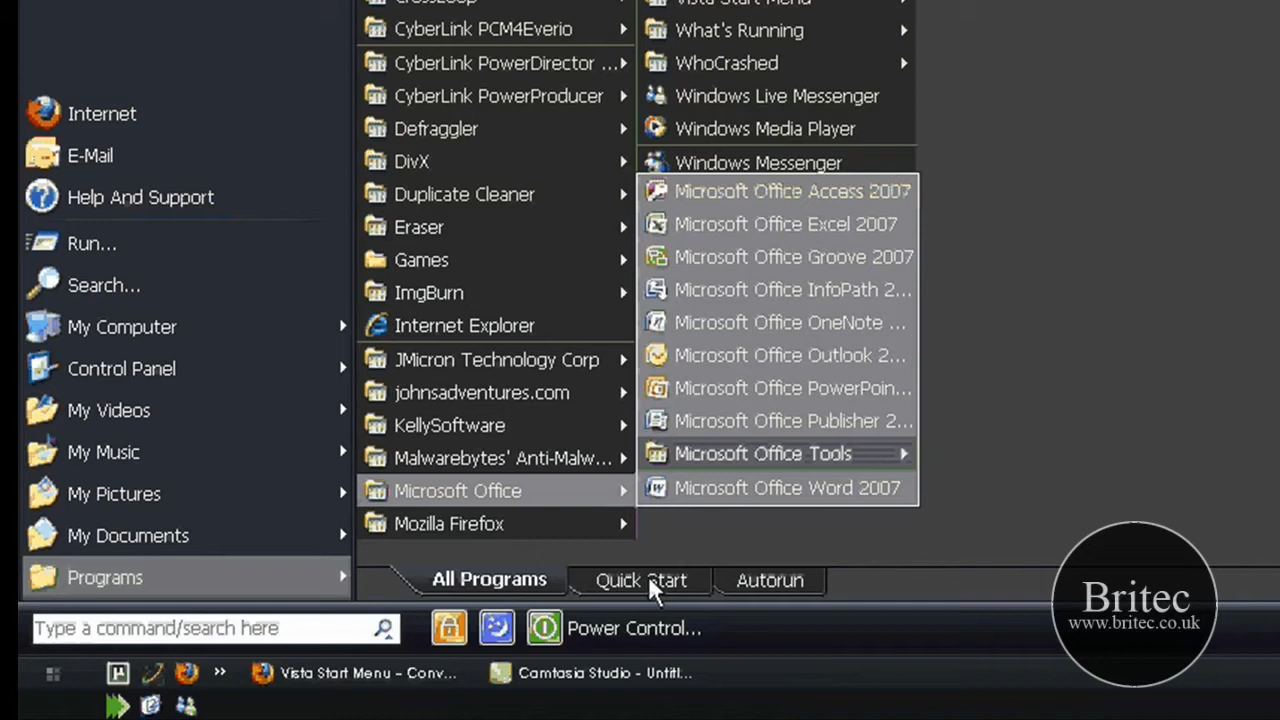 Internet
E-Mail
Help And Support
Run...
Search...
My Computer
Control Panel
My Videos
My Music
My Pictures
My Documents
Programs
CyberLink PCM4Everio
CyberLink PowerDirector ...
CyberLink PowerProducer
Defraggler
DivX
Duplicate Cleaner
Eraser
Games
ImgBurn
Internet Explorer
JMicron Technology Corp
johnsadventures.com
KellySoftware
Malwarebytes' Anti-Malw...
Microsoft Office
Mozilla Firefox
Vista Start Menu
What's Running
WhoCrashed
Windows Live Messenger
Windows Media Player
Windows Messenger
Microsoft Office Access 2007
Microsoft Office Excel 2007
Microsoft Office Groove 2007
Microsoft Office InfoPath 2...
Microsoft Office OneNote ...
Microsoft Office Outlook 2...
Microsoft Office PowerPoin...
Microsoft Office Publisher 2...
Microsoft Office Tools
Microsoft Office Word 2007
All Programs
Quick Start
Autorun
Type a command/search here
Power Control...
Vista Start Menu - Conv...
Camtasia Studio - Untitl...
Britec
www.britec.co.uk